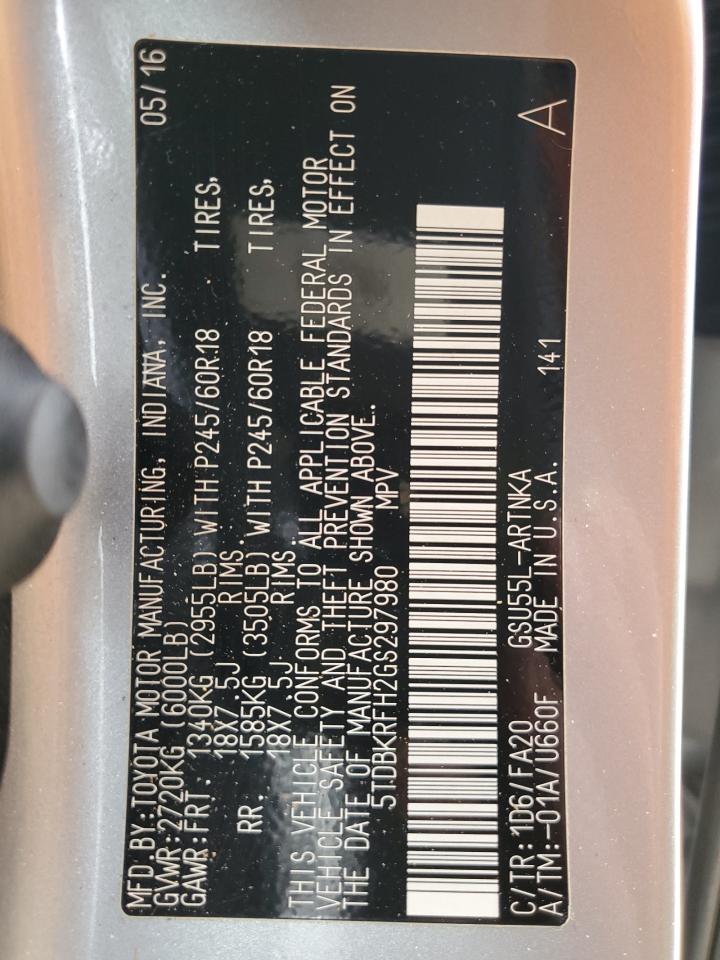 MFD.BY:TOYOTA MOTOR MANUFACTURING, INDIANA, INC. 05/16
GVWR:2720KG (6000LB)
GAWR:FRT. 1340KG (2955LB) WITH P245/60R18 TIRES,
18X7.5J RIMS
RR. 1585KG (3505LB) WITH P245/60R18 TIRES,
18X7.5J RIMS
THIS VEHICLE CONFORMS TO ALL APPLICABLE FEDERAL MOTOR
VEHICLE SAFETY AND THEFT PREVENTION STANDARDS IN EFFECT ON
THE DATE OF MANUFACTURE SHOWN ABOVE.
5TDBKRFH2GS297980 MPV
C/TR:1D6/FA20 GSU55L-ARTNKA
A/TM:-01A/U660F MADE IN U.S.A. 141 A